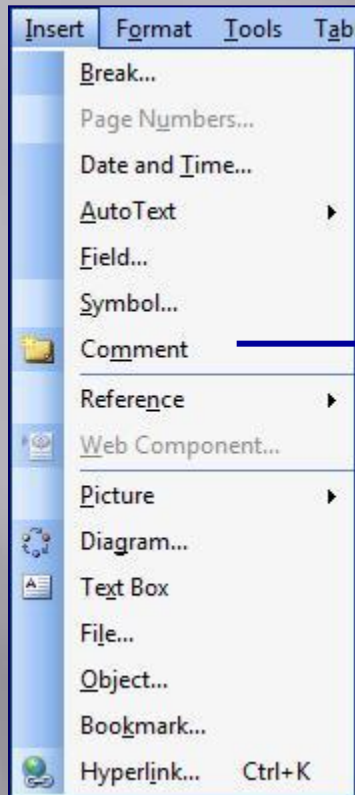 Insert Format Tools Tab
Break...
Page Numbers...
Date and Time...
AutoText
Field...
Symbol...
Comment
Reference
Web Component...
Picture
Diagram...
Text Box
File...
Object...
Bookmark...
Hyperlink... Ctrl+K